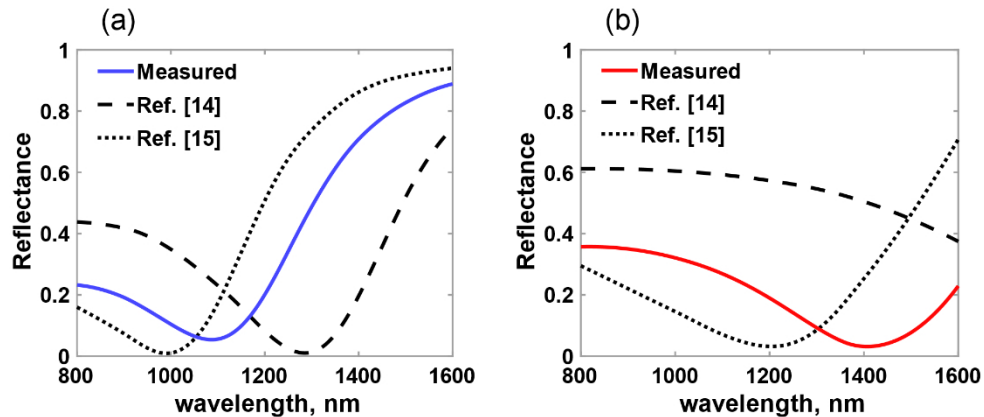 (a)
Reflectance
1
0.8
0.6
0.4
0.2
0
Measured
Ref. [14]
Ref. [15]
800 1000 1200 1400 1600
wavelength, nm
(b)
Reflectance
1
0.8
0.6
0.4
0.2
0
Measured
Ref. [14]
Ref. [15]
800 1000 1200 1400 1600
wavelength, nm